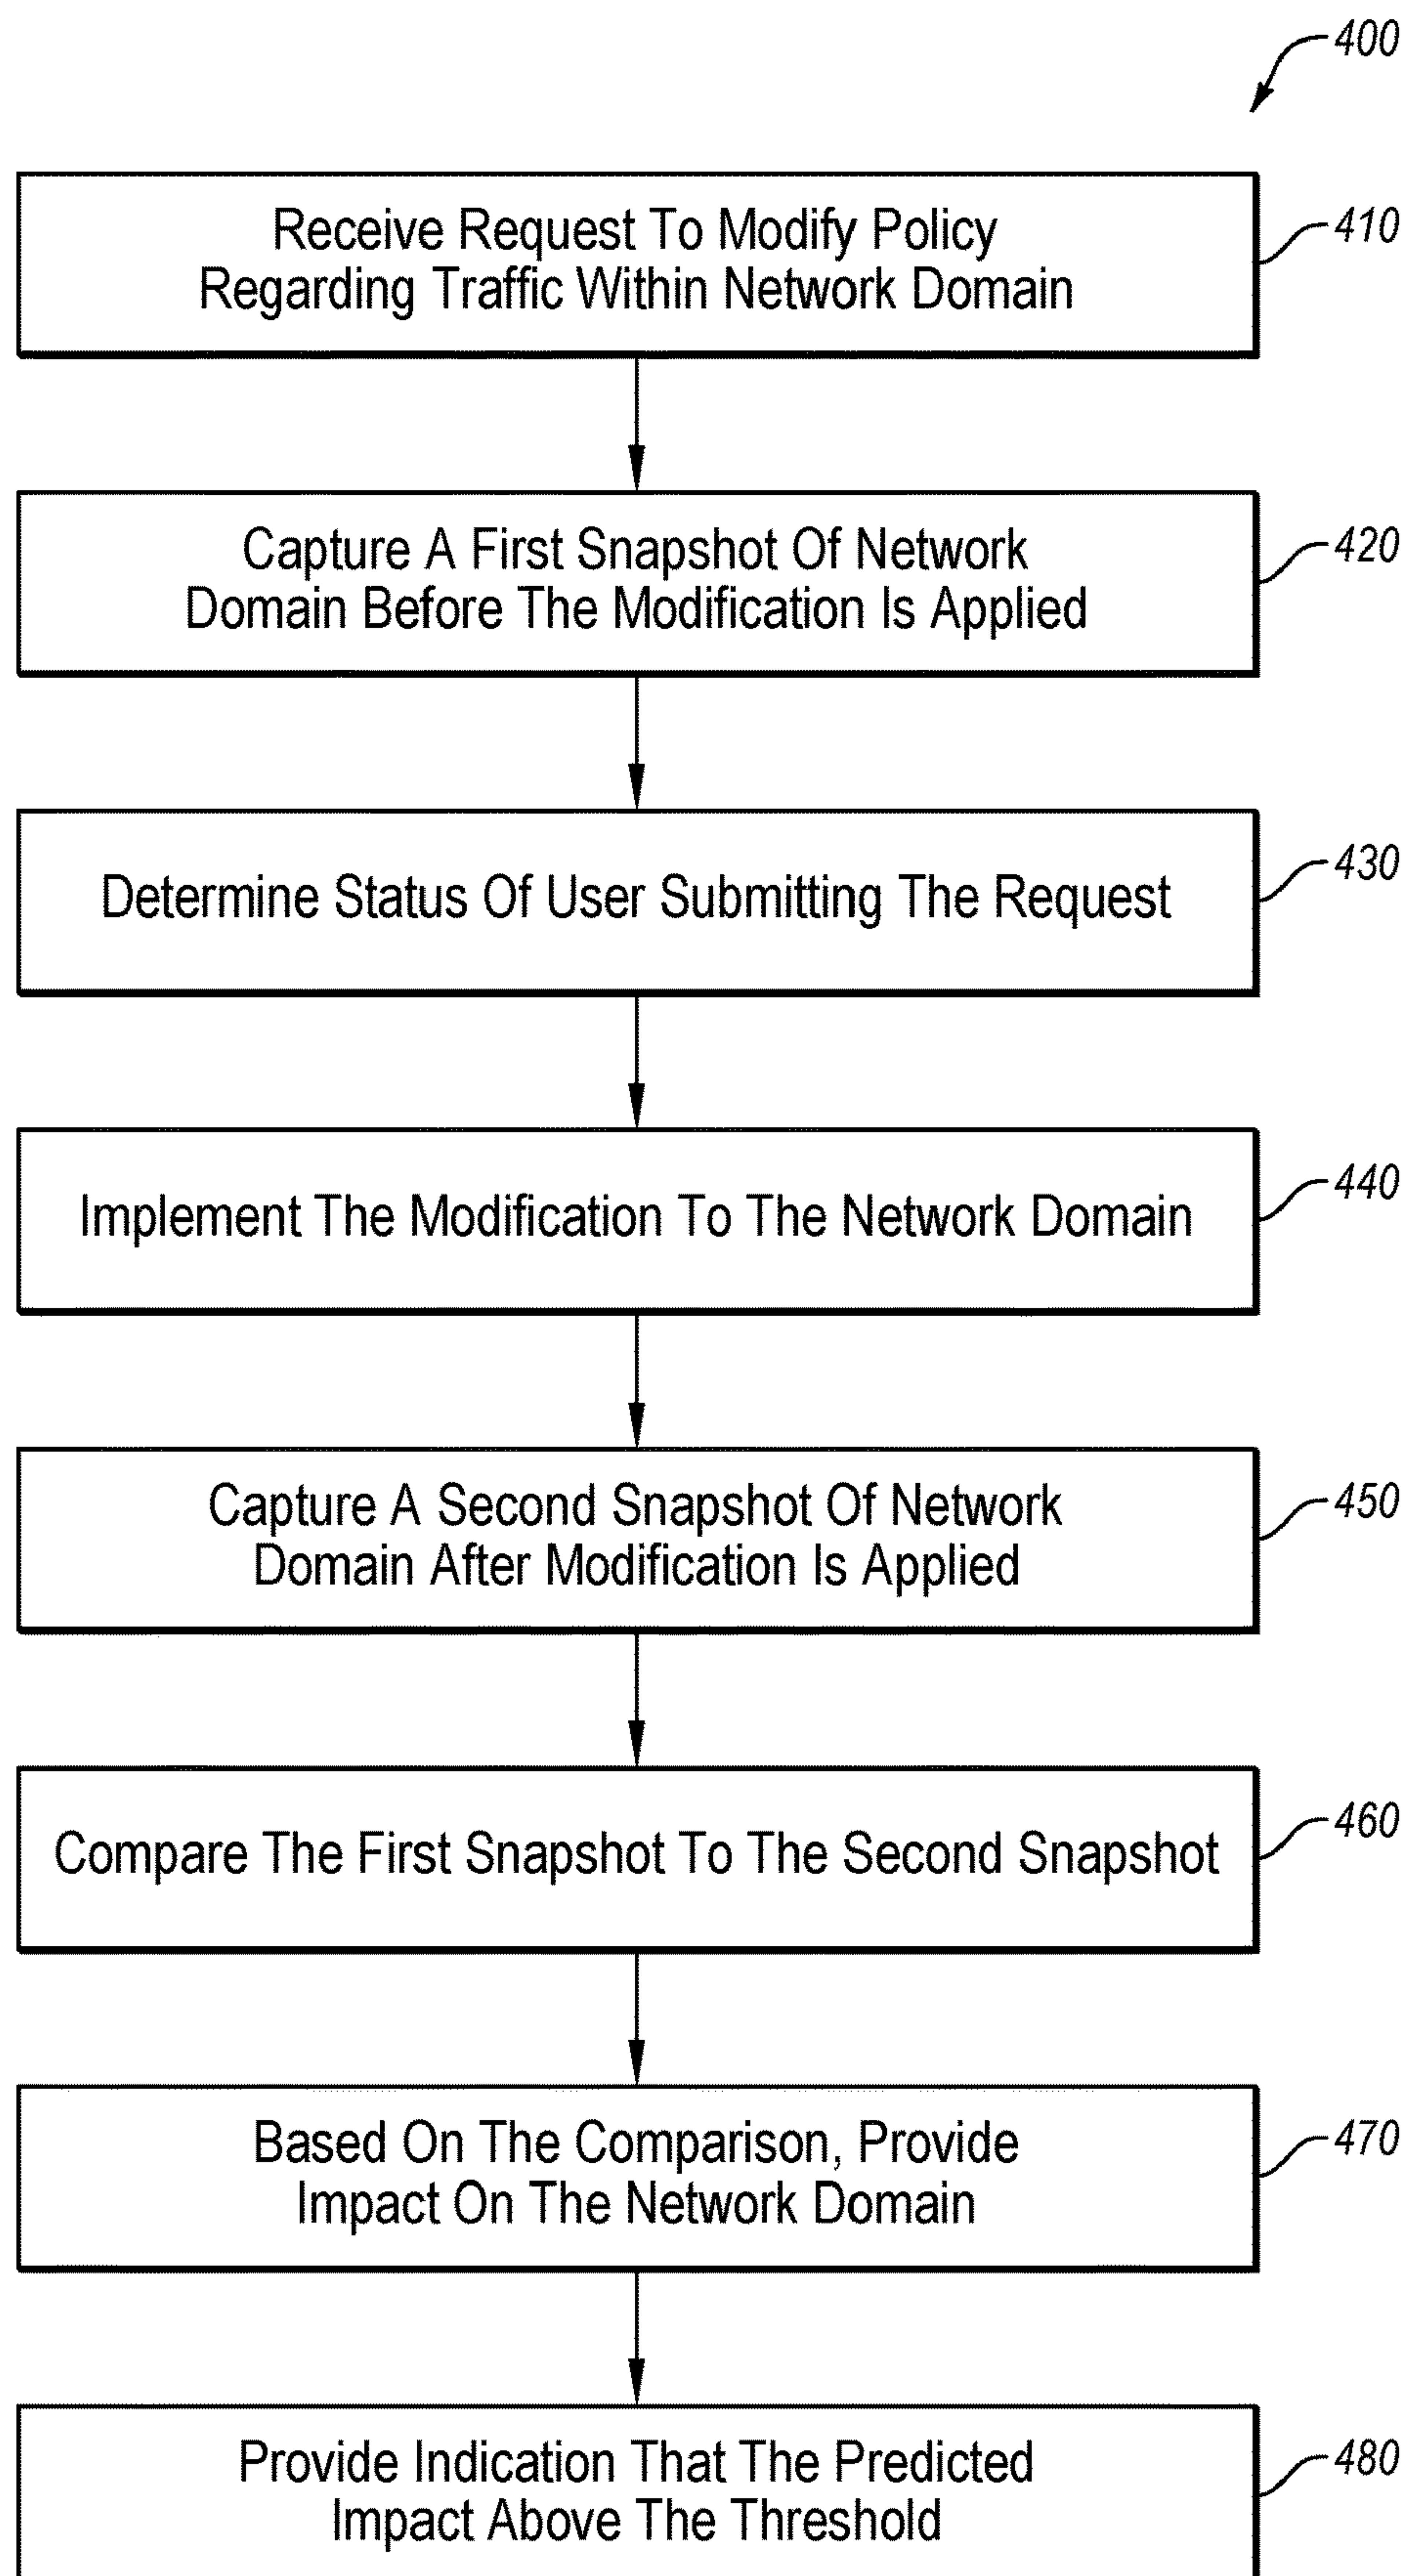 400
Receive Request To Modify Policy
Regarding Traffic Within Network Domain
410
Capture A First Snapshot Of Network
Domain Before The Modification Is Applied
420
Determine Status Of User Submitting The Request
430
Implement The Modification To The Network Domain
440
Capture A Second Snapshot Of Network
Domain After Modification Is Applied
450
Compare The First Snapshot To The Second Snapshot
460
Based On The Comparison, Provide
Impact On The Network Domain
470
Provide Indication That The Predicted
Impact Above The Threshold
480